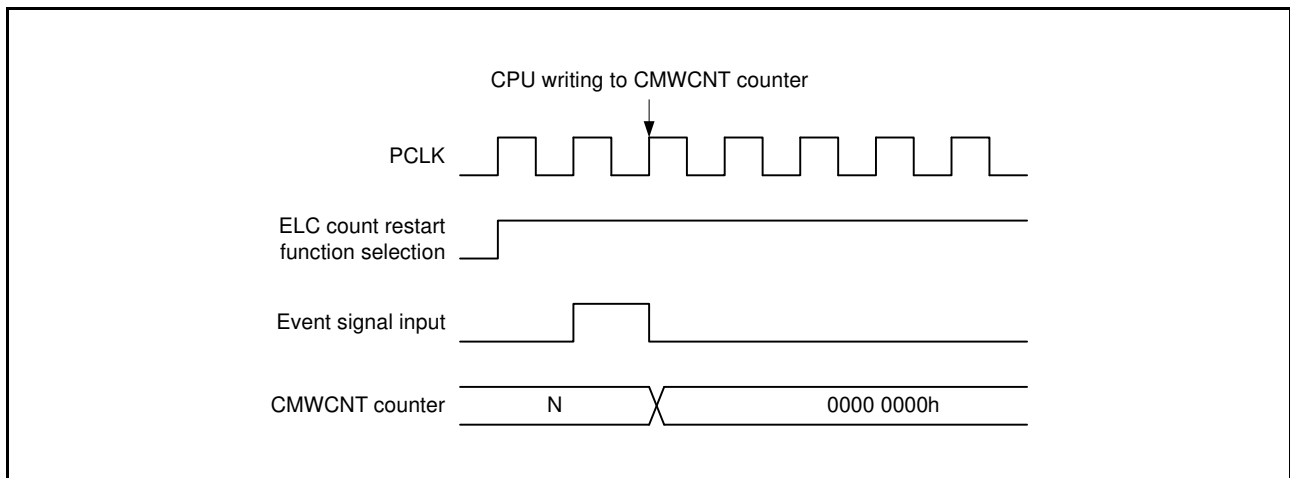 CPU writing to CMWCNT counter
PCLK
ELC count restart
function selection
Event signal input
CMWCNT counter
N
0000 0000h